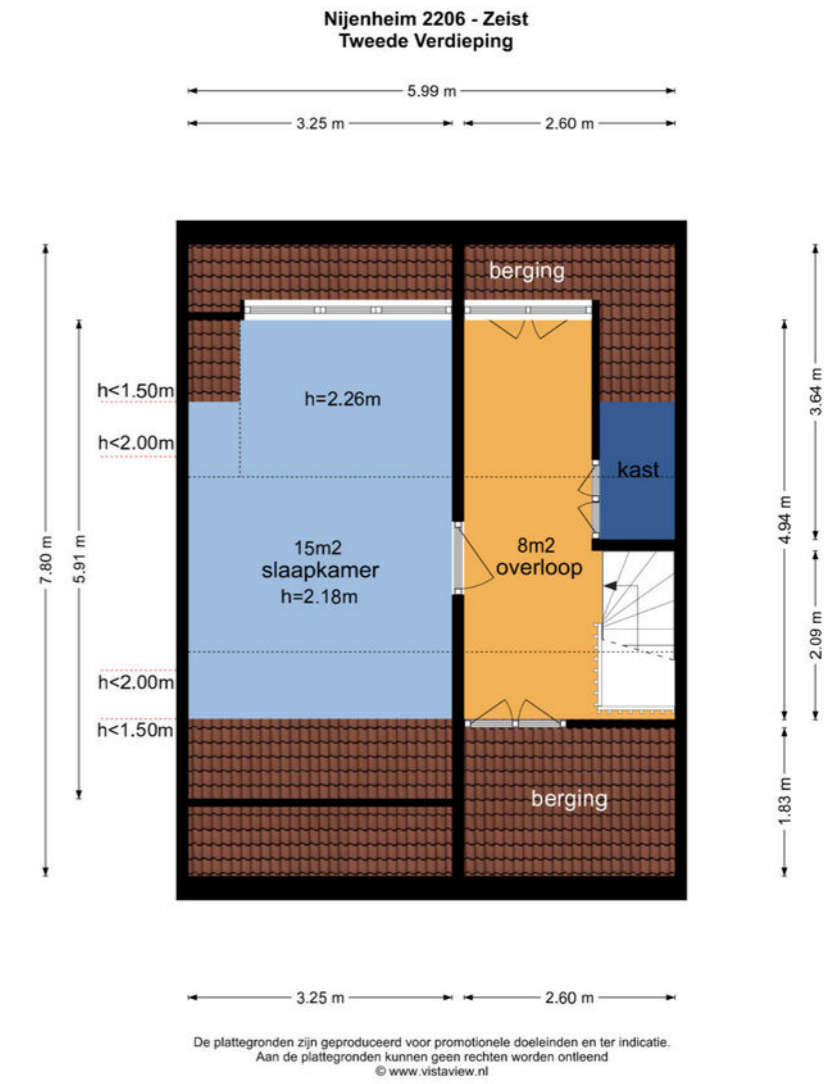 Nijenheim 2206 - Zeist
Tweede Verdieping
5.99 m
3.25 m
2.60 m
berging
h<1.50m
h=2.26m
3.64 m
h<2.00m
kast
4.94 m
7.80 m
5.91 m
15m2
slaapkamer
h=2.18m
8m2
overloop
2.09 m
h<2.00m
h<1.50m
berging
1.83 m
3.25 m
2.60 m
De plattegronden zijn geproduceerd voor promotionele doeleinden en ter indicatie.
Aan de plattegronden kunnen geen rechten worden ontleend
© www.vistaview.nl